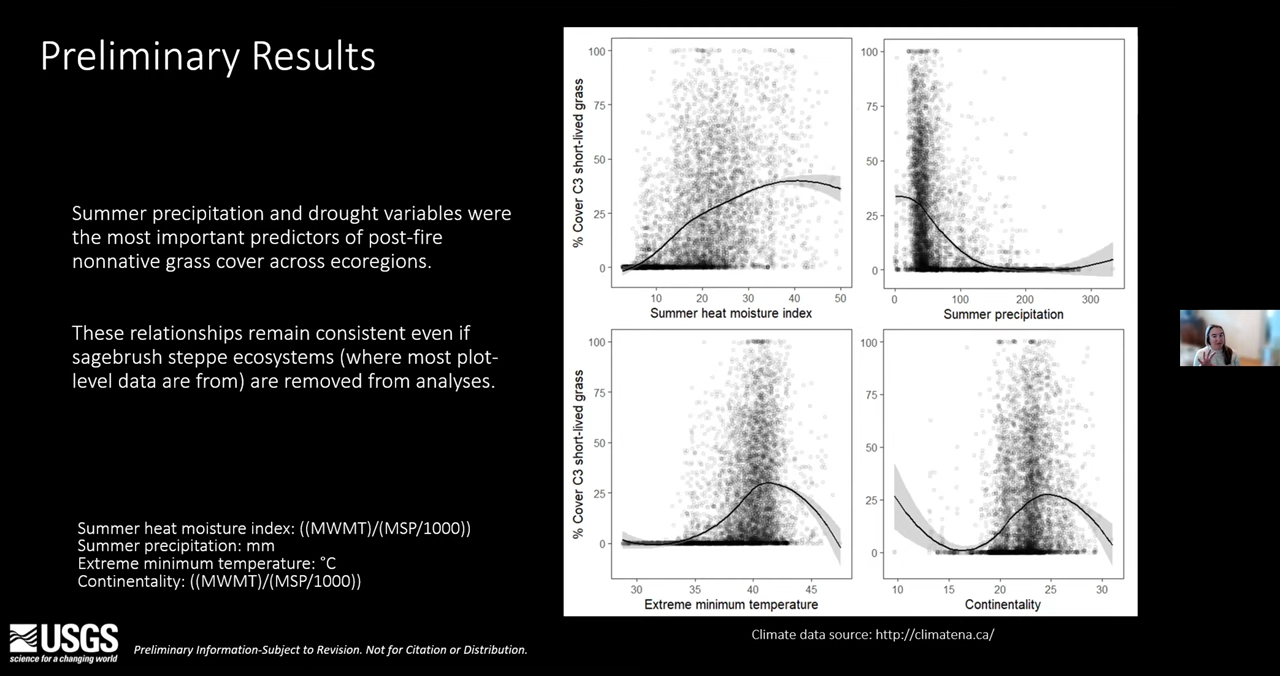 Preliminary Results
Summer precipitation and drought variables were
the most important predictors of post-fire
nonnative grass cover across ecoregions.
These relationships remain consistent even if
sagebrush steppe ecosystems (where most plot-
level data are from) are removed from analyses.
Summer heat moisture index: ((MWMT)/(MSP/1000))
Summer precipitation: mm
Extreme minimum temperature: °C
Continentality: ((MWMT)/(MSP/1000))
USGS
science for a changing world
Preliminary Information-Subject to Revision. Not for Citation or Distribution.
% Cover C3 short-lived grass
100
75
50
25
0
10 20 30 40 50
Summer heat moisture index
100
75
50
25
0
0 100 200 300
Summer precipitation
% Cover C3 short-lived grass
100
75
50
25
0
30 35 40 45
Extreme minimum temperature
100
75
50
25
0
10 15 20 25 30
Continentality
Climate data source: http://climatena.ca/